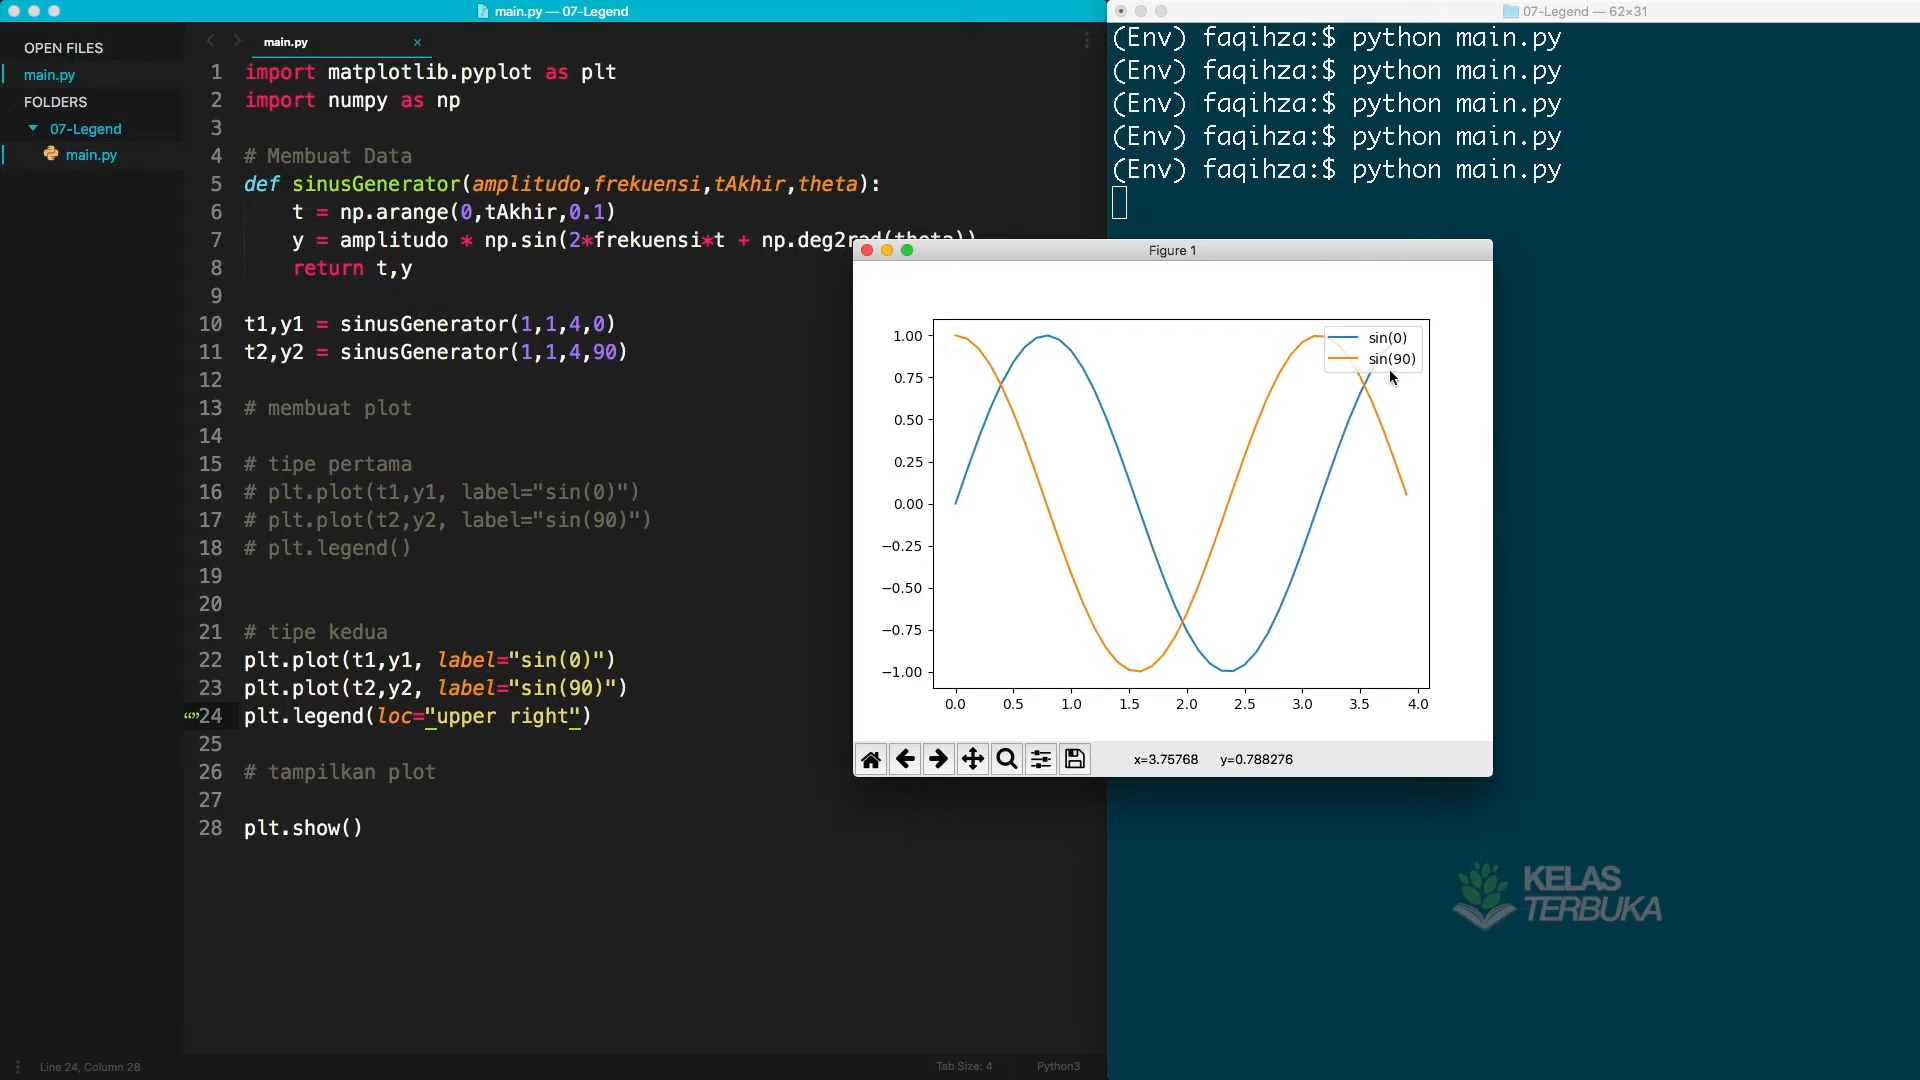 main.py — 07-Legend
OPEN FILES
main.py
FOLDERS
07-Legend
main.py
main.py
1 import matplotlib.pyplot as plt
2 import numpy as np
3
4 # Membuat Data
5 def sinusGenerator(amplitudo,frekuensi,tAkhir,theta):
6 t = np.arange(0,tAkhir,0.1)
7 y = amplitudo * np.sin(2*frekuensi*t + np.deg2rad(theta))
8 return t,y
9
10 t1,y1 = sinusGenerator(1,1,4,0)
11 t2,y2 = sinusGenerator(1,1,4,90)
12
13 # membuat plot
14
15 # tipe pertama
16 # plt.plot(t1,y1, label="sin(0)")
17 # plt.plot(t2,y2, label="sin(90)")
18 # plt.legend()
19
20
21 # tipe kedua
22 plt.plot(t1,y1, label="sin(0)")
23 plt.plot(t2,y2, label="sin(90)")
24 plt.legend(loc="upper right")
25
26 # tampilkan plot
27
28 plt.show()
Line 24, Column 28
Tab Size: 4
Python3
07-Legend — 62×31
(Env) faqihza:$ python main.py
(Env) faqihza:$ python main.py
(Env) faqihza:$ python main.py
(Env) faqihza:$ python main.py
(Env) faqihza:$ python main.py
Figure 1
sin(0)
sin(90)
1.00
0.75
0.50
0.25
0.00
−0.25
−0.50
−0.75
−1.00
0.0 0.5 1.0 1.5 2.0 2.5 3.0 3.5 4.0
x=3.75768 y=0.788276
KELAS
TERBUKA